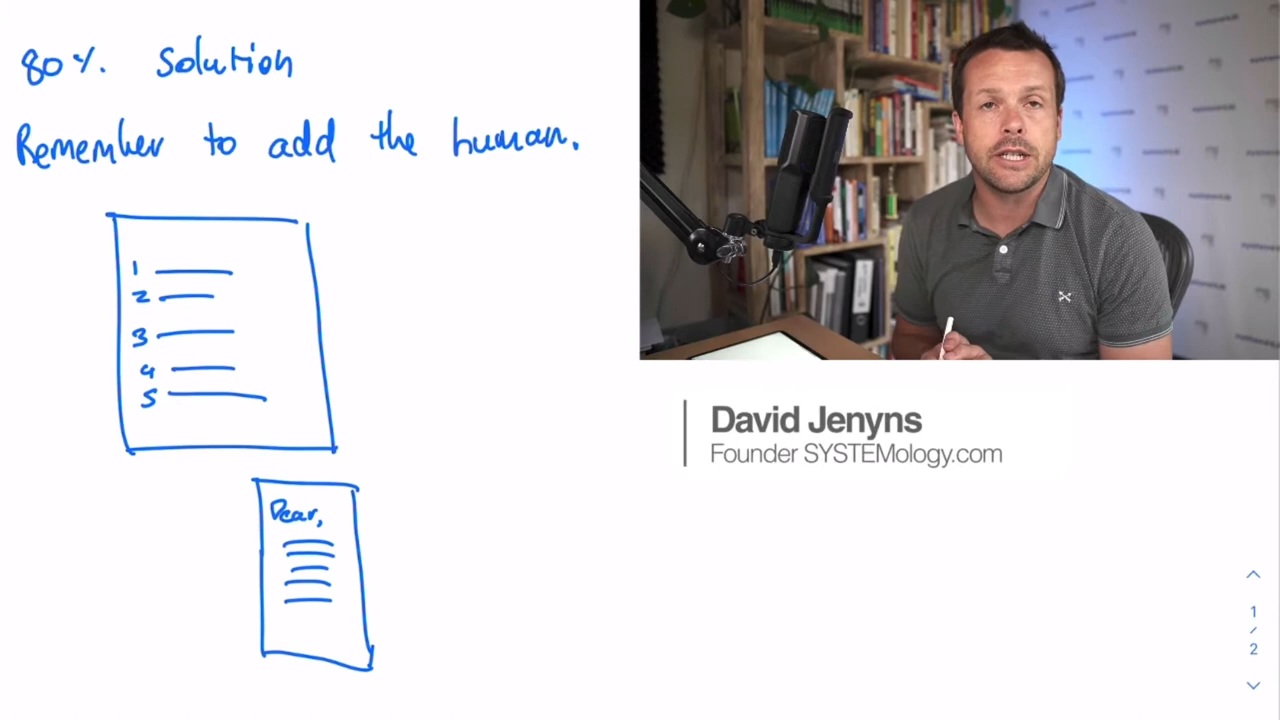 80%. Solution
Remember to add the human.
1
2
3
4
5
Dear,
David Jenyns
Founder SYSTEMology.com
1
/
2